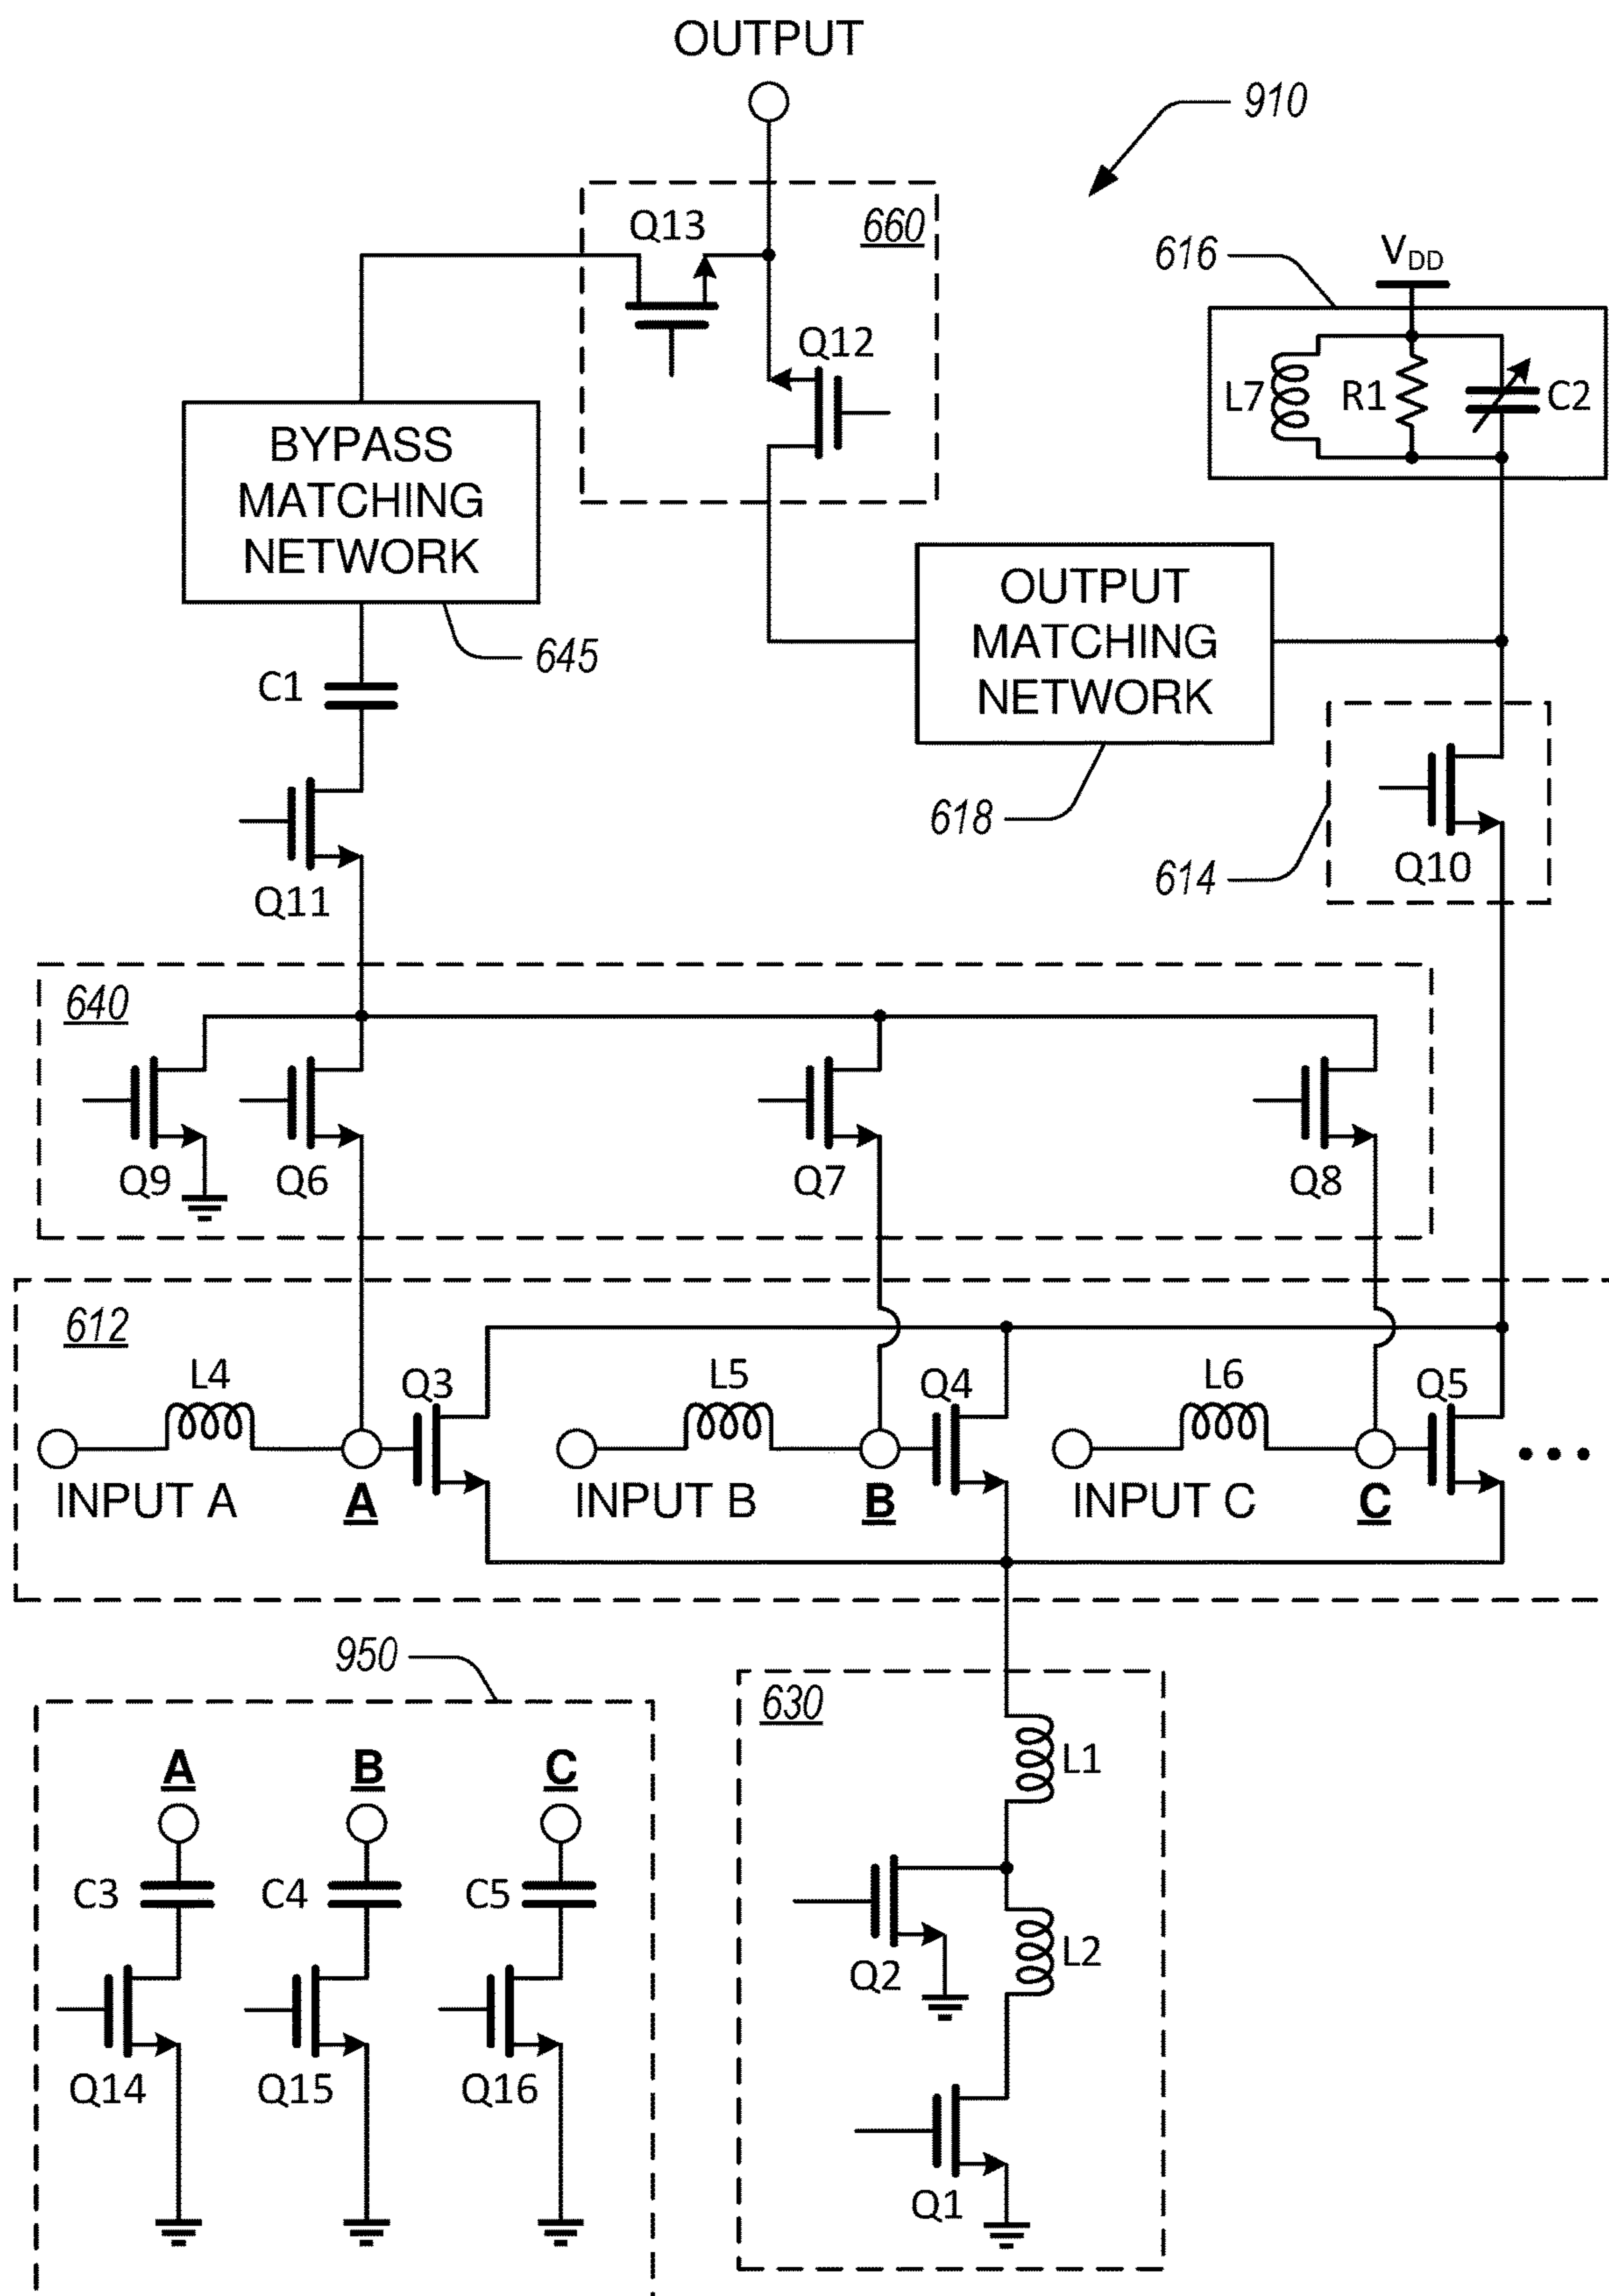 OUTPUT
910
Q13
660
616
VDD
Q12
L7
R1
C2
BYPASS
MATCHING
NETWORK
OUTPUT
MATCHING
NETWORK
645
C1
618
614
Q10
Q11
640
Q9
Q6
Q7
Q8
612
L4
Q3
L5
Q4
L6
Q5
INPUT A
A
INPUT B
B
INPUT C
C
...
950
630
A
B
C
L1
C3
C4
C5
Q2
L2
Q14
Q15
Q16
Q1